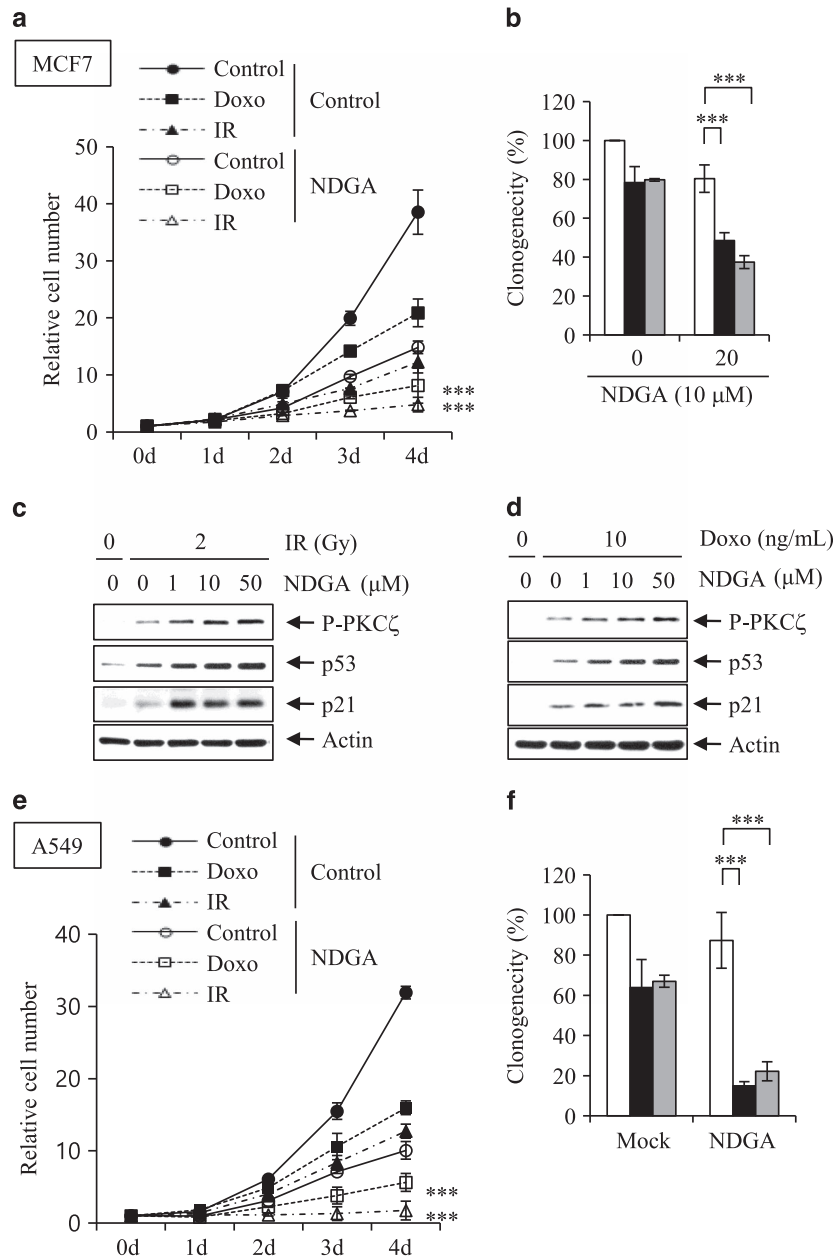 a
MCF7
Control
Doxo
IR
Control
Control
Doxo
IR
NDGA
Relative cell number
50
40
30
20
10
0
0d 1d 2d 3d 4d
***
***
b
Clonogenecity (%)
120
100
80
60
40
20
0
***
***
0 20
NDGA (10 μM)
c
0 2 IR (Gy)
0 0 1 10 50 NDGA (μM)
P-PKCζ
p53
p21
Actin
d
0 10 Doxo (ng/mL)
0 0 1 10 50 NDGA (μM)
P-PKCζ
p53
p21
Actin
e
A549
Control
Doxo
IR
Control
Control
Doxo
IR
NDGA
Relative cell number
40
30
20
10
0
0d 1d 2d 3d 4d
***
***
f
Clonogenecity (%)
120
100
80
60
40
20
0
***
***
Mock NDGA